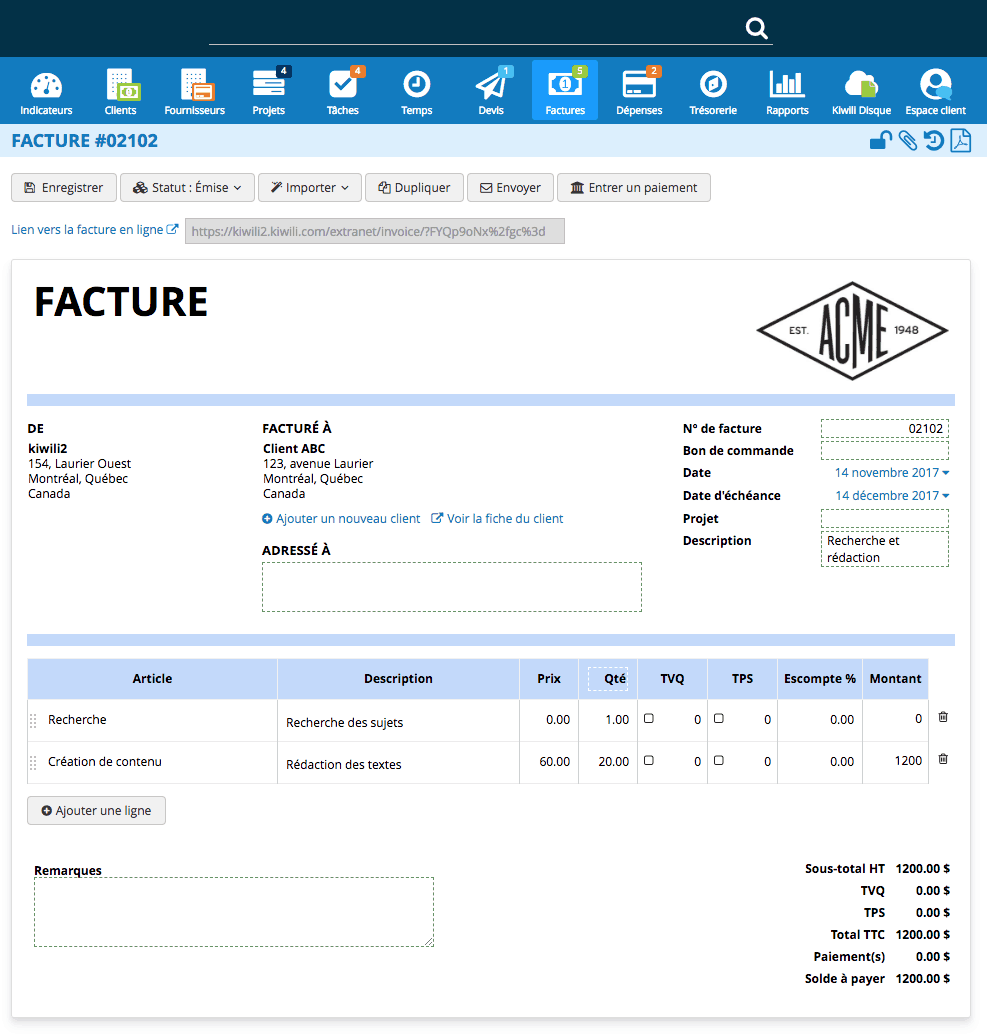 4 4 1 5 2
Indicateurs Clients Fournisseurs Projets Tâches Temps Devis Factures Dépenses Trésorerie Rapports Kiwili Disque Espace client
FACTURE #02102
Enregistrer Statut : Émise Importer Dupliquer Envoyer Entrer un paiement
Lien vers la facture en ligne https://kiwili2.kiwili.com/extranet/invoice/?FYQp9oNx%2fgc%3d
FACTURE
EST. ACME 1948
DE
kiwili2
154, Laurier Ouest
Montréal, Québec
Canada
FACTURÉ À
Client ABC
123, avenue Laurier
Montréal, Québec
Canada
Ajouter un nouveau client Voir la fiche du client
ADRESSÉ À
N° de facture 02102
Bon de commande
Date 14 novembre 2017
Date d'échéance 14 décembre 2017
Projet
Description Recherche et
rédaction
Article Description Prix Qté TVQ TPS Escompte % Montant
Recherche Recherche des sujets 0.00 1.00 0 0 0.00 0
Création de contenu Rédaction des textes 60.00 20.00 0 0 0.00 1200
Ajouter une ligne
Remarques
Sous-total HT 1200.00 $
TVQ 0.00 $
TPS 0.00 $
Total TTC 1200.00 $
Paiement(s) 0.00 $
Solde à payer 1200.00 $